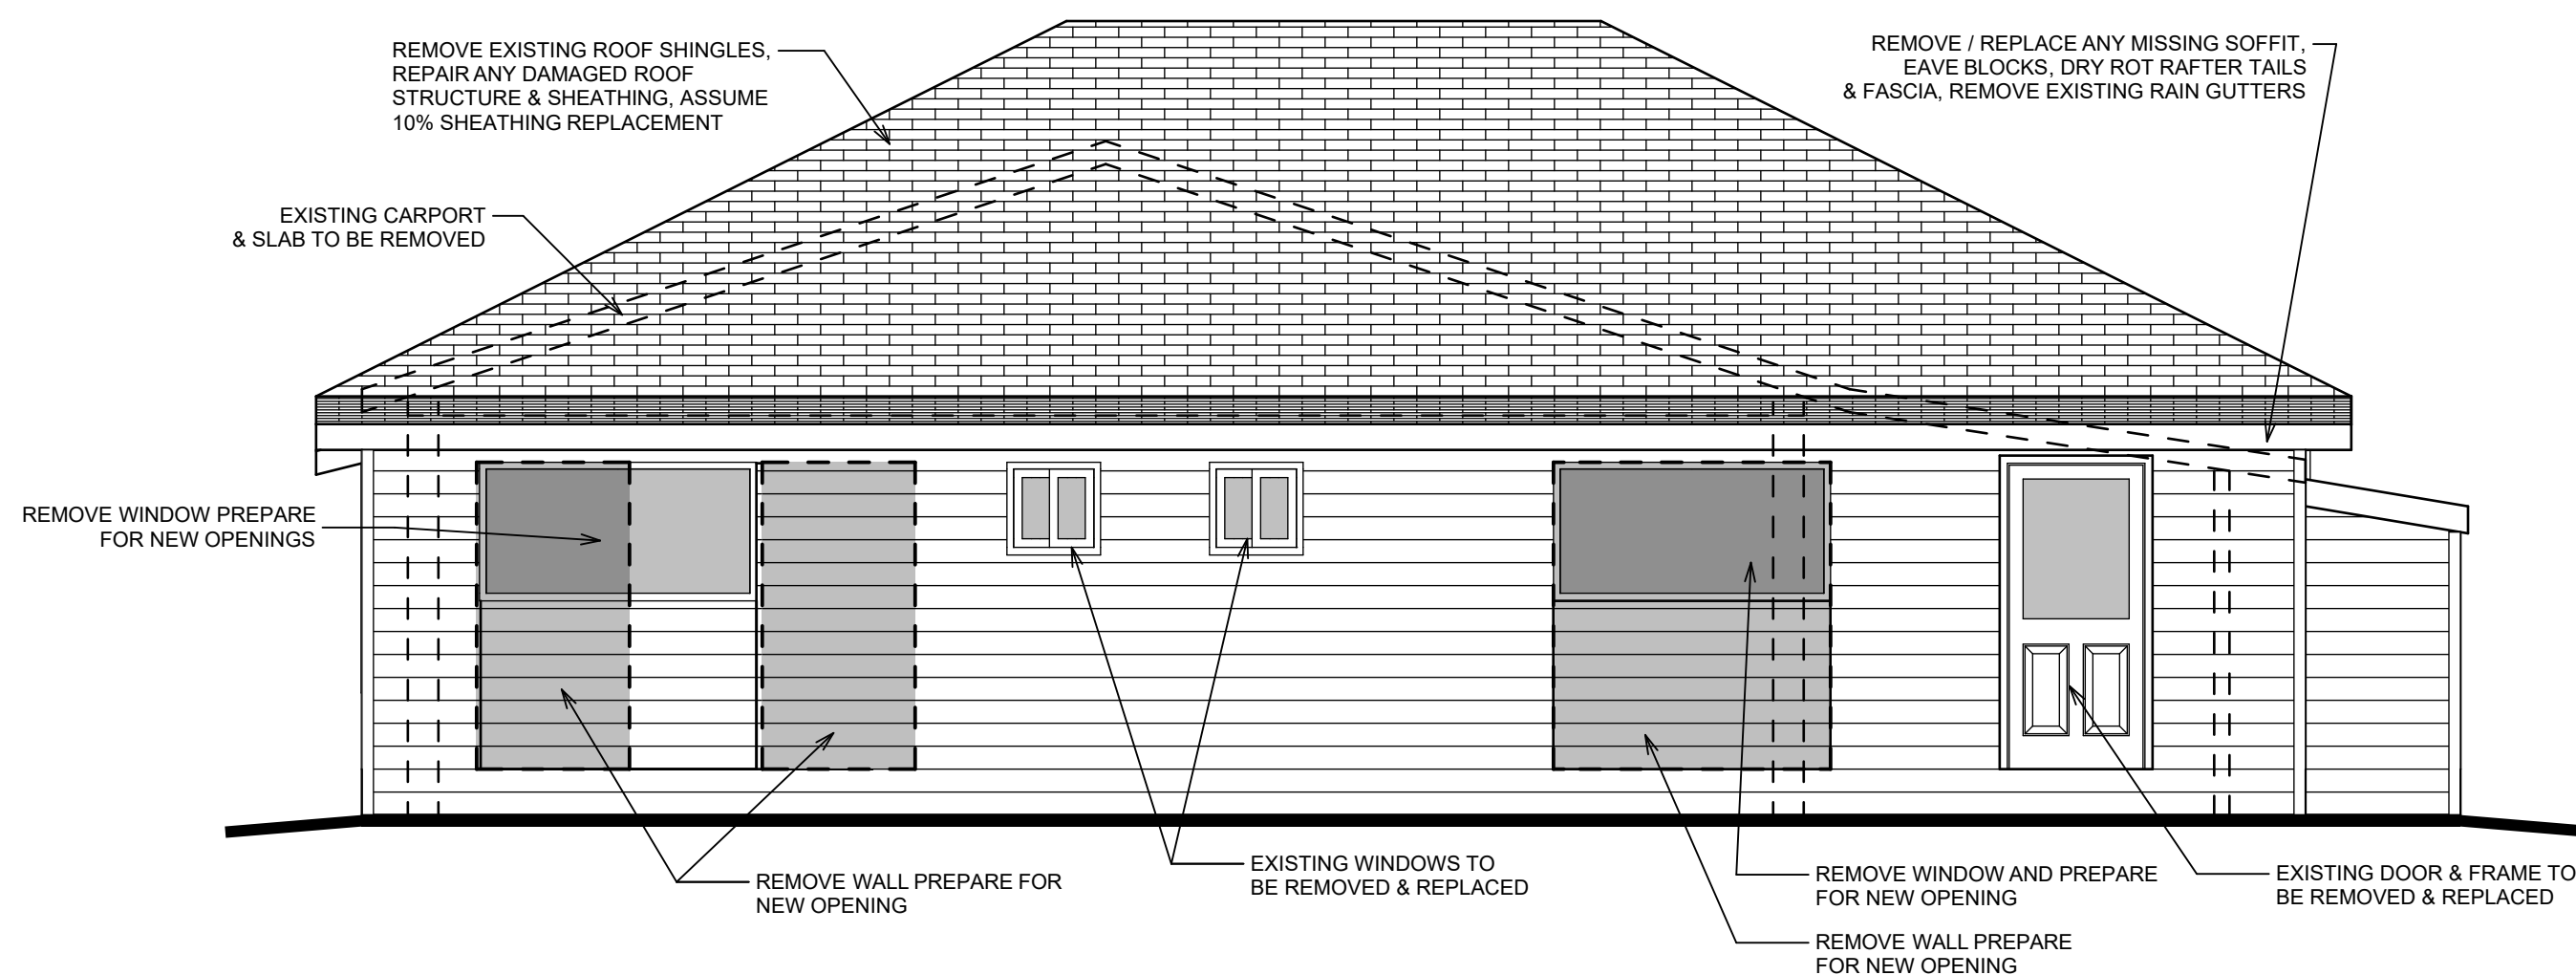 REMOVE EXISTING ROOF SHINGLES,
REPAIR ANY DAMAGED ROOF
STRUCTURE & SHEATHING, ASSUME
10% SHEATHING REPLACEMENT
REMOVE / REPLACE ANY MISSING SOFFIT,
EAVE BLOCKS, DRY ROT RAFTER TAILS
& FASCIA, REMOVE EXISTING RAIN GUTTERS
EXISTING CARPORT
& SLAB TO BE REMOVED
REMOVE WINDOW PREPARE
FOR NEW OPENINGS
REMOVE WALL PREPARE FOR
NEW OPENING
EXISTING WINDOWS TO
BE REMOVED & REPLACED
REMOVE WINDOW AND PREPARE
FOR NEW OPENING
EXISTING DOOR & FRAME TO
BE REMOVED & REPLACED
REMOVE WALL PREPARE
FOR NEW OPENING